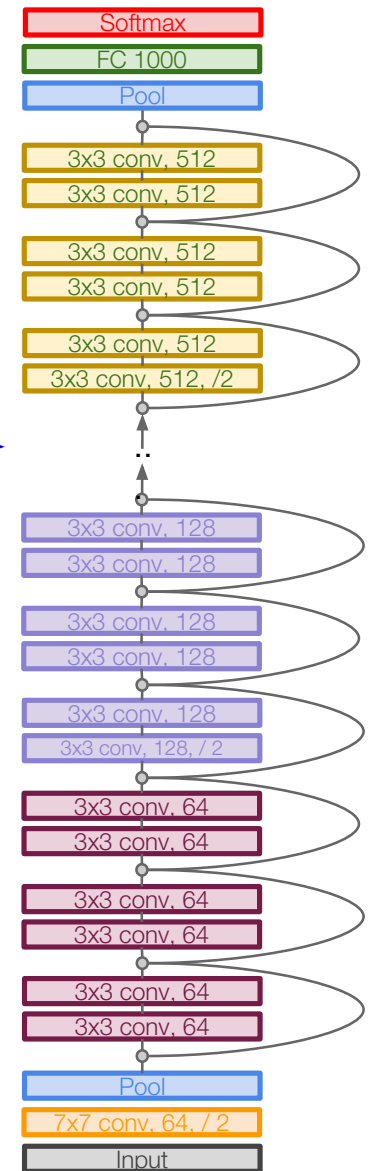 Softmax
FC 1000
Pool
3x3 conv, 512
3x3 conv, 512
3x3 conv, 512
3x3 conv, 512
3x3 conv, 512
3x3 conv, 512, /2
..
3x3 conv, 128
3x3 conv, 128
3x3 conv, 128
3x3 conv, 128
3x3 conv, 128
3x3 conv, 128, / 2
3x3 conv, 64
3x3 conv, 64
3x3 conv, 64
3x3 conv, 64
3x3 conv, 64
3x3 conv, 64
Pool
7x7 conv, 64, / 2
Input